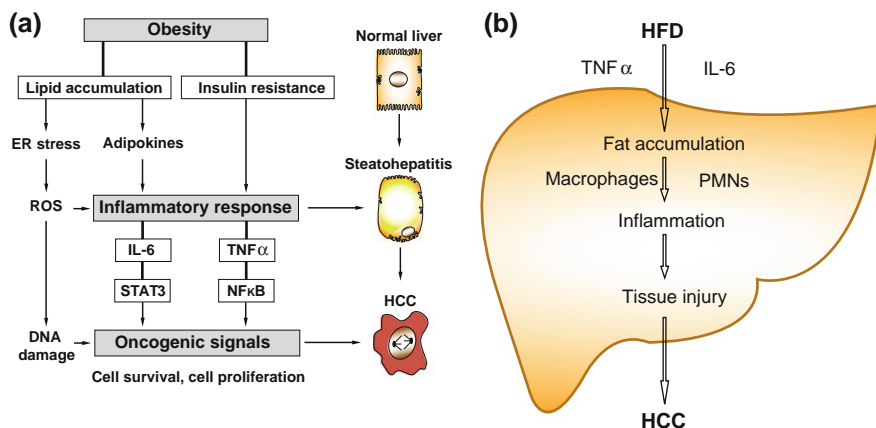 (a)
Obesity
Lipid accumulation
Insulin resistance
ER stress
Adipokines
ROS
Inflammatory response
IL-6
TNFα
STAT3
NFκB
DNA
damage
Oncogenic signals
Cell survival, cell proliferation
Normal liver
Steatohepatitis
HCC
(b)
HFD
TNF α
IL-6
Fat accumulation
Macrophages
PMNs
Inflammation
Tissue injury
HCC